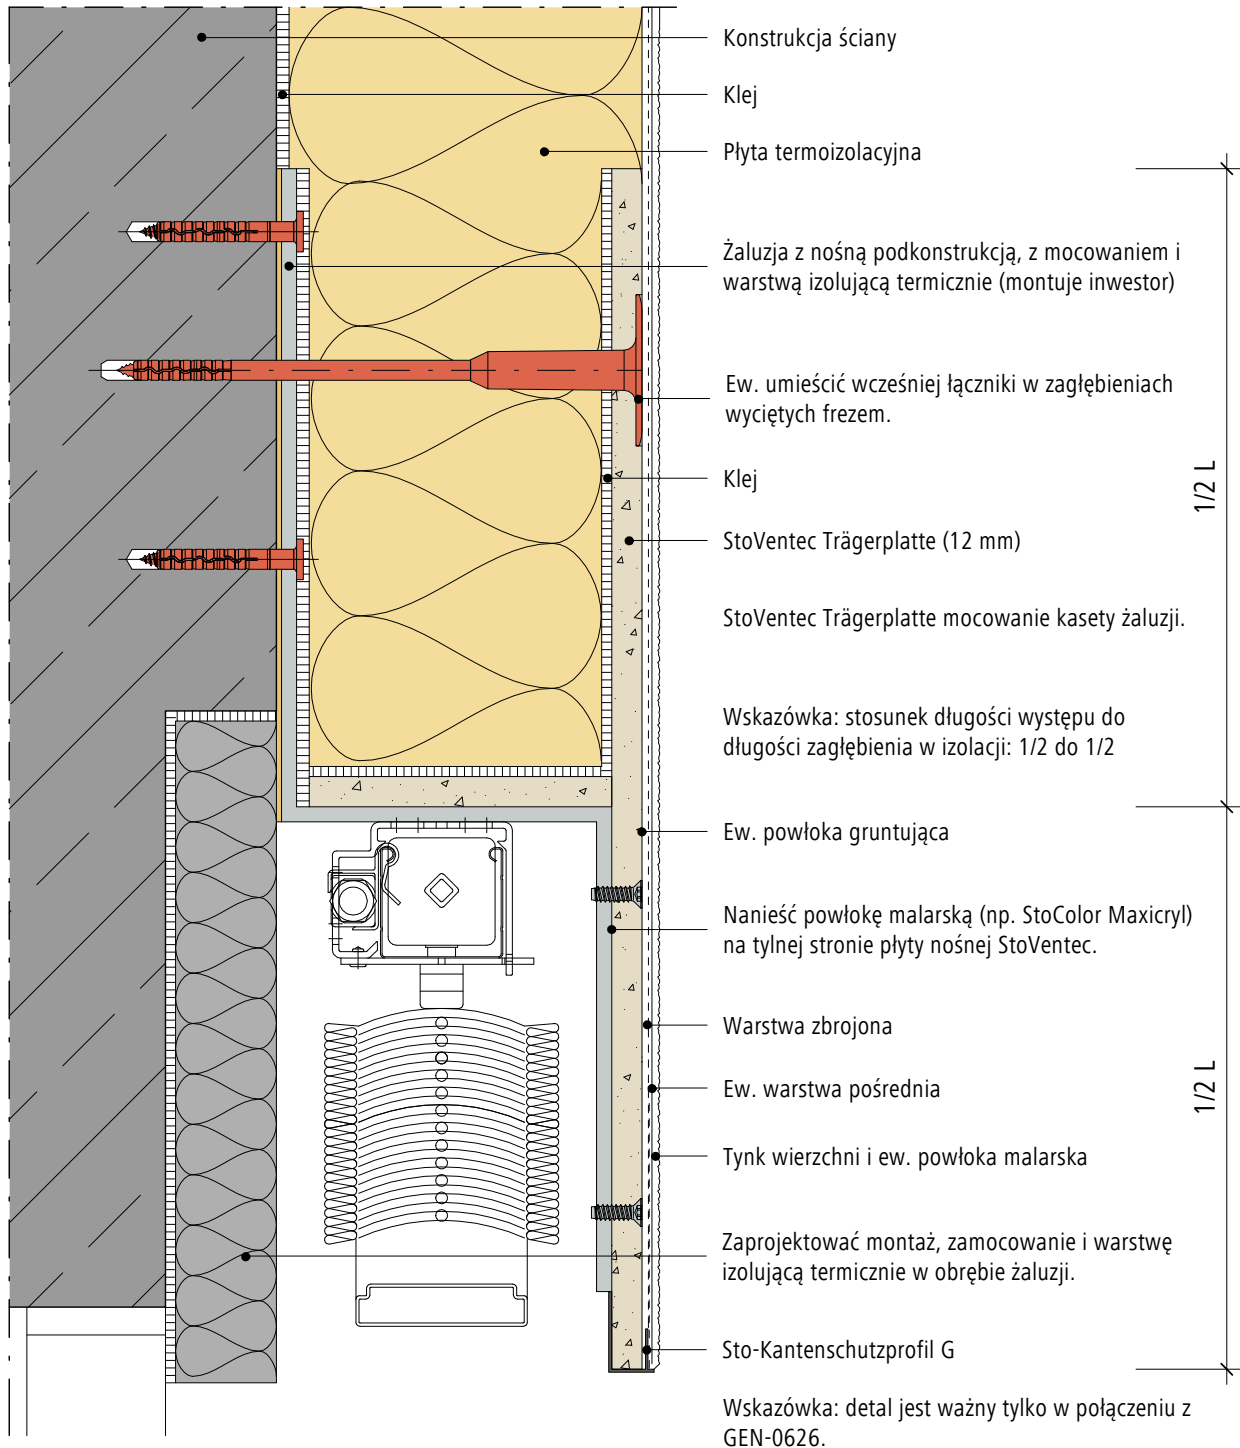 Konstrukcja ściany
Klej
Płyta termoizolacyjna
Żaluzja z nośną podkonstrukcją, z mocowaniem i
warstwą izolującą termicznie (montuje inwestor)
Ew. umieścić wcześniej łączniki w zagłębieniach
wyciętych frezem.
Klej
1/2 L
StoVentec Trägerplatte (12 mm)
StoVentec Trägerplatte mocowanie kasety żaluzji.
Wskazówka: stosunek długości występu do
długości zagłębienia w izolacji: 1/2 do 1/2
Ew. powłoka gruntująca
Nanieść powłokę malarską (np. StoColor Maxicryl)
na tylnej stronie płyty nośnej StoVentec.
Warstwa zbrojona
Ew. warstwa pośrednia
1/2 L
Tynk wierzchni i ew. powłoka malarska
Zaprojektować montaż, zamocowanie i warstwę
izolującą termicznie w obrębie żaluzji.
Sto-Kantenschutzprofil G
Wskazówka: detal jest ważny tylko w połączeniu z
GEN-0626.